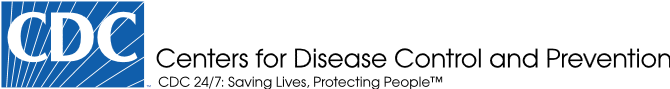 CDC
Centers for Disease Control and Prevention
CDC 24/7: Saving Lives, Protecting People™